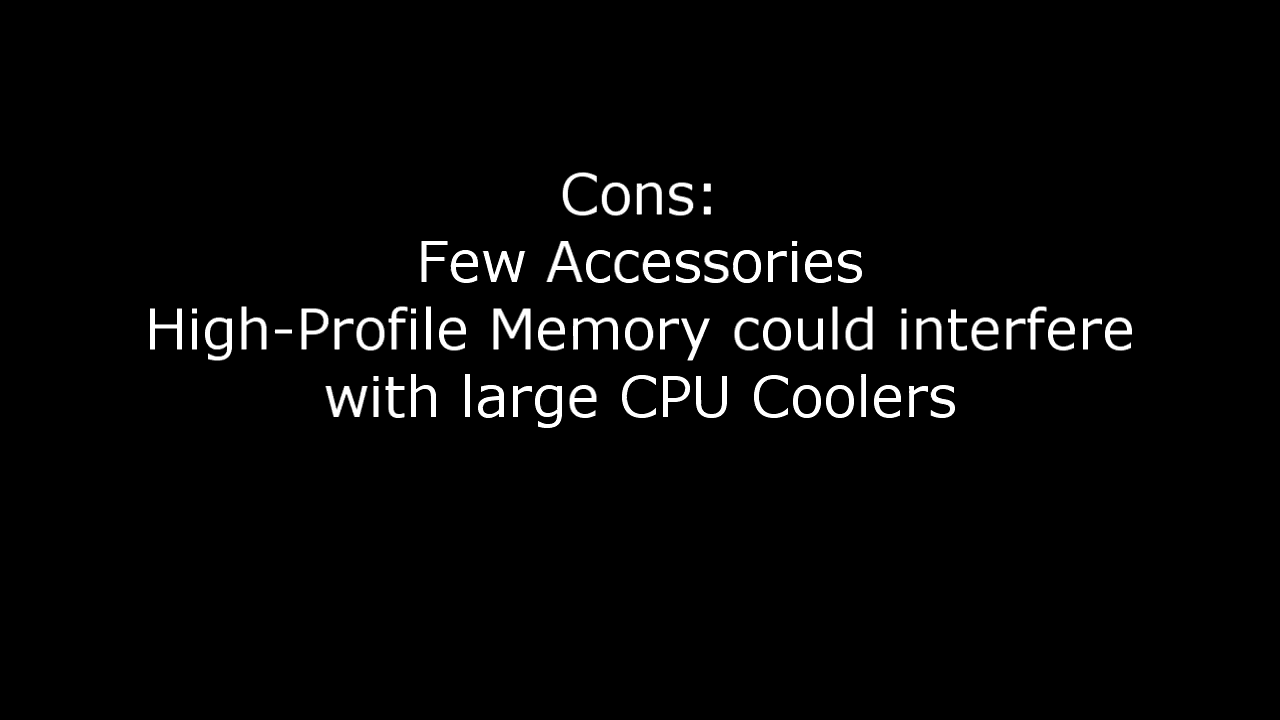 Cons:
Few Accessories
High-Profile Memory could interfere
with large CPU Coolers